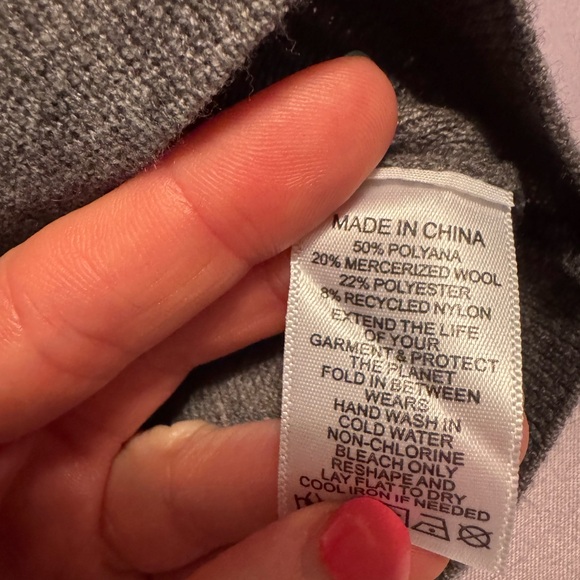 MADE IN CHINA
50% POLYANA
20% MERCERIZED WOOL
22% POLYESTER
8% RECYCLED NYLON
EXTEND THE LIFE
OF YOUR
GARMENT & PROTECT
THE PLANET
FOLD IN BETWEEN
WEARS
HAND WASH IN
COLD WATER
NON-CHLORINE
BLEACH ONLY
RESHAPE AND
LAY FLAT TO DRY
COOL IRON IF NEEDED